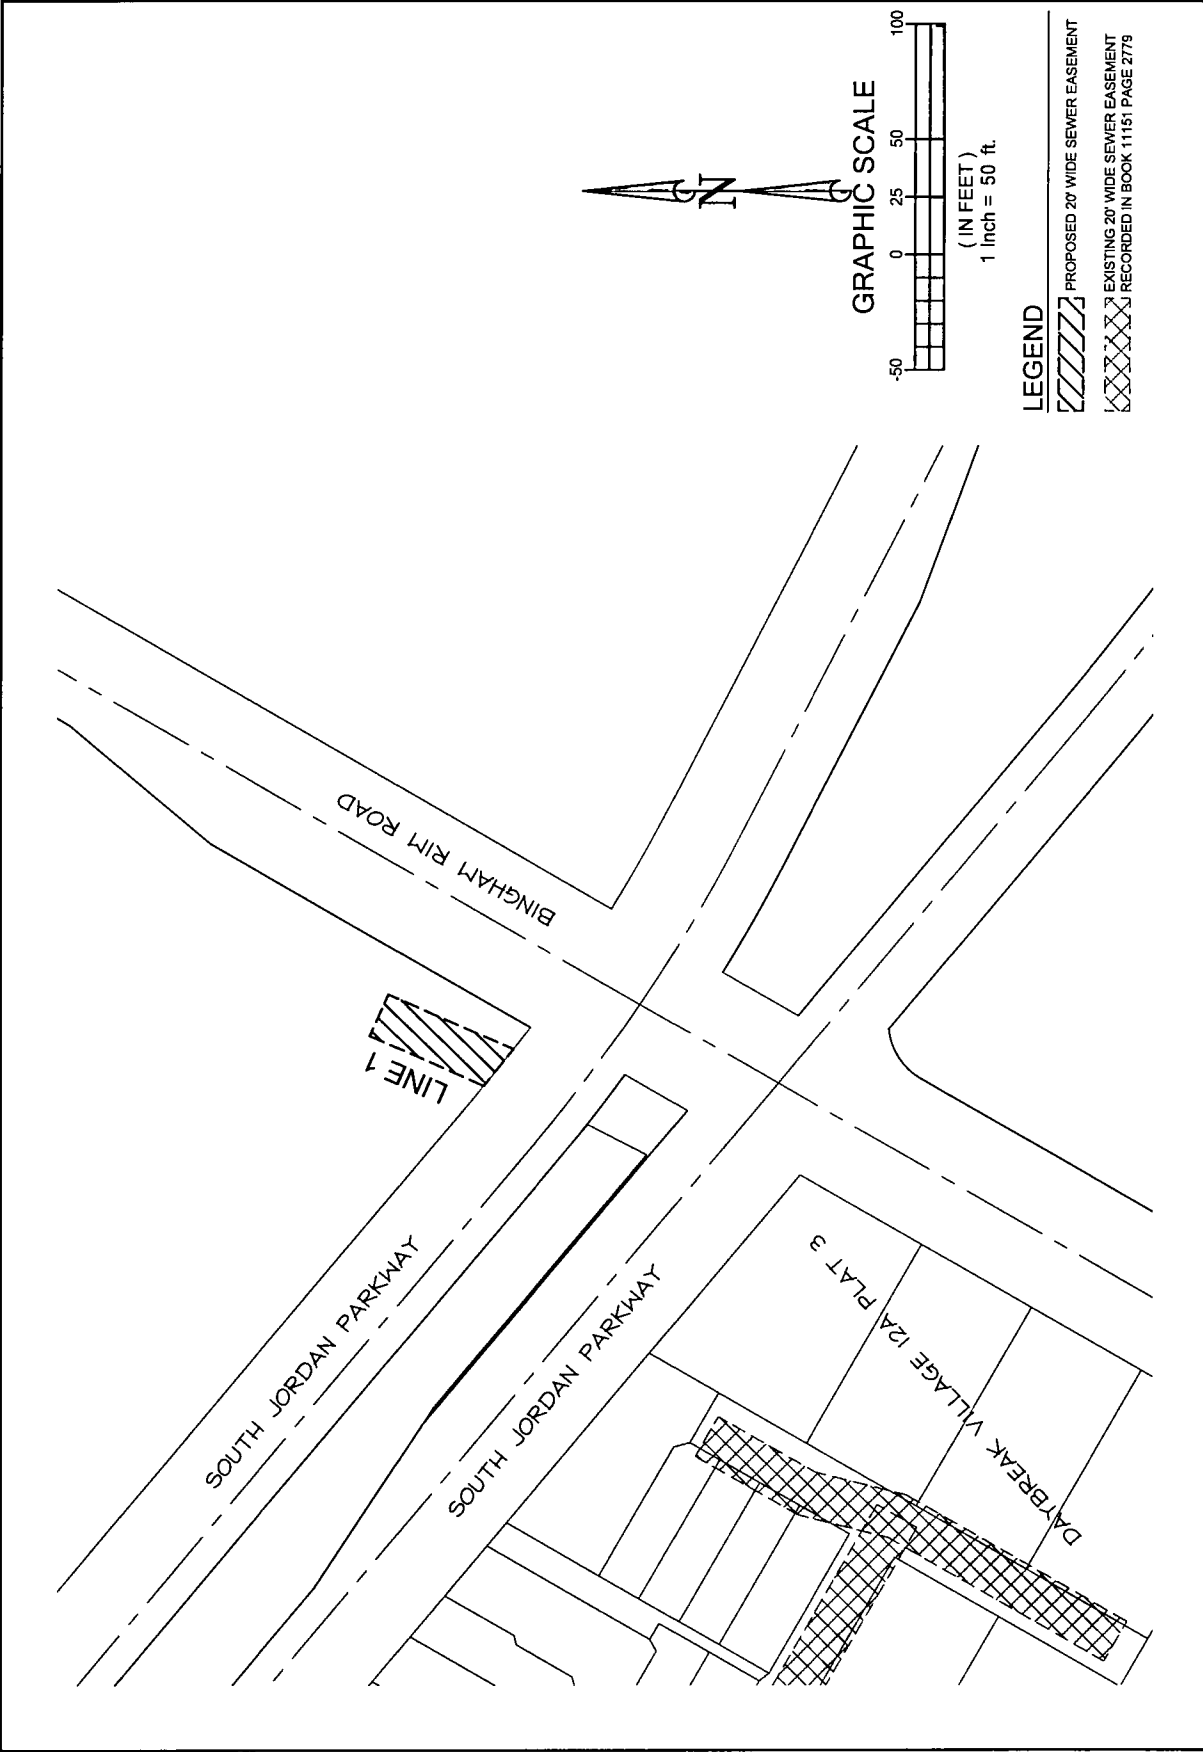 SOUTH JORDAN PARKWAY
SOUTH JORDAN PARKWAY
BINGHAM RIM ROAD
LINE 1
DAYBREAK VILLAGE 12A PLAT 3
N
GRAPHIC SCALE
-50 0 25 50 100
( IN FEET )
1 Inch = 50 ft.
LEGEND
PROPOSED 20' WIDE SEWER EASEMENT
EXISTING 20' WIDE SEWER EASEMENT
RECORDED IN BOOK 11151 PAGE 2779